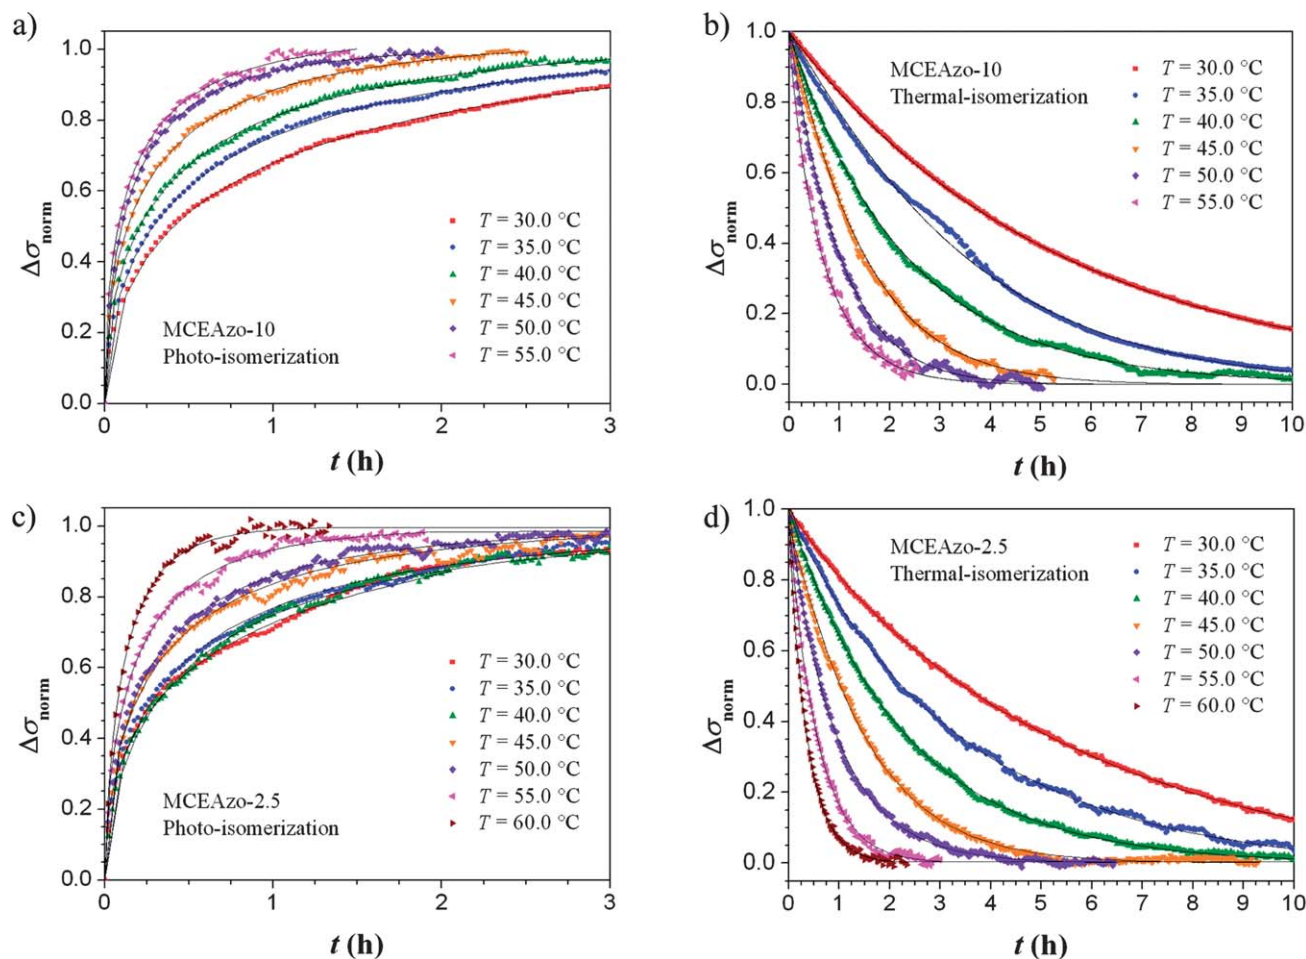 a)
1.0
0.8
0.6
0.4
0.2
0.0
Δσnorm
T = 30.0 °C
T = 35.0 °C
T = 40.0 °C
T = 45.0 °C
T = 50.0 °C
T = 55.0 °C
MCEAzo-10
Photo-isomerization
0 1 2 3
t (h)
b)
1.0
0.8
0.6
0.4
0.2
0.0
Δσnorm
MCEAzo-10
Thermal-isomerization
T = 30.0 °C
T = 35.0 °C
T = 40.0 °C
T = 45.0 °C
T = 50.0 °C
T = 55.0 °C
0 1 2 3 4 5 6 7 8 9 10
t (h)
c)
1.0
0.8
0.6
0.4
0.2
0.0
Δσnorm
T = 30.0 °C
T = 35.0 °C
T = 40.0 °C
T = 45.0 °C
T = 50.0 °C
T = 55.0 °C
T = 60.0 °C
MCEAzo-2.5
Photo-isomerization
0 1 2 3
t (h)
d)
1.0
0.8
0.6
0.4
0.2
0.0
Δσnorm
MCEAzo-2.5
Thermal-isomerization
T = 30.0 °C
T = 35.0 °C
T = 40.0 °C
T = 45.0 °C
T = 50.0 °C
T = 55.0 °C
T = 60.0 °C
0 1 2 3 4 5 6 7 8 9 10
t (h)